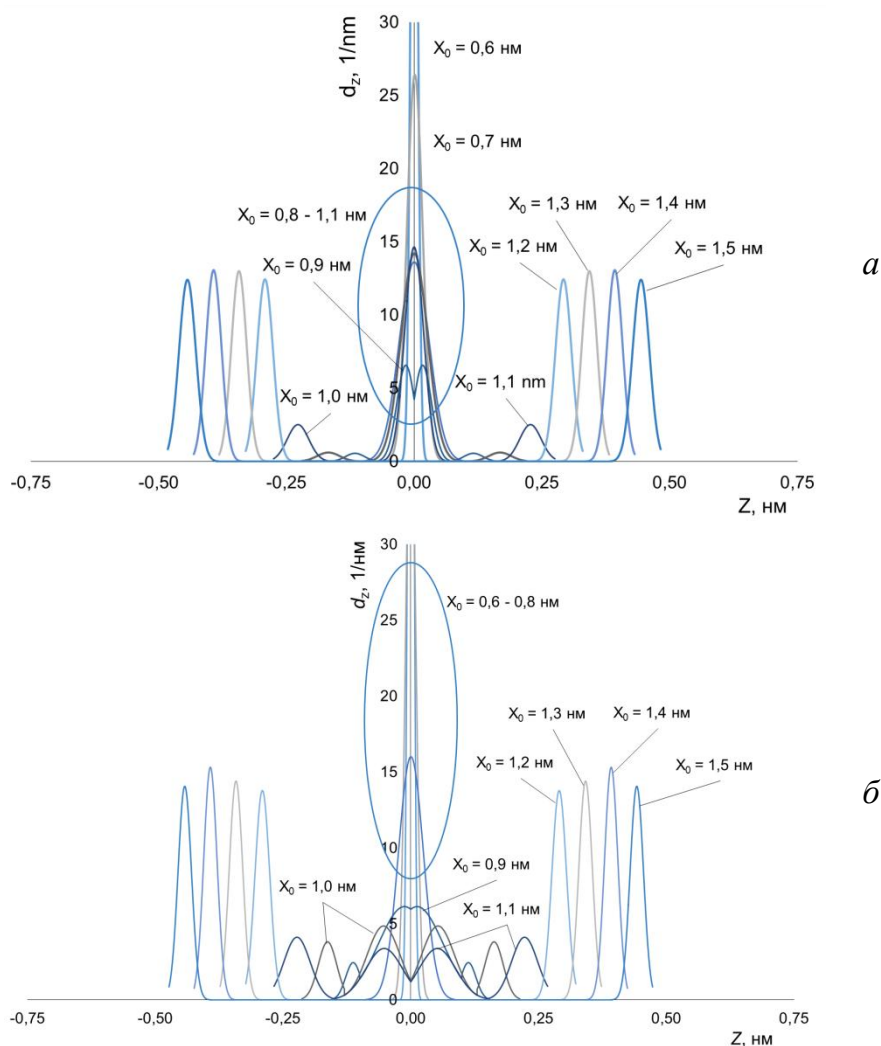 30
d_z, 1/nm
X₀ = 0,6 нм
25
X₀ = 0,7 нм
20
X₀ = 0,8 - 1,1 нм
X₀ = 1,3 нм
X₀ = 1,4 нм
15
X₀ = 0,9 нм
X₀ = 1,2 нм
X₀ = 1,5 нм
а
10
X₀ = 1,0 нм
5
X₀ = 1,1 nm
0
-0,75 -0,50 -0,25 0,00 0,25 0,50 0,75
Z, нм
30
d_z, 1/нм
X₀ = 0,6 - 0,8 нм
25
20
X₀ = 1,3 нм
X₀ = 1,4 нм
15
X₀ = 1,2 нм
X₀ = 1,5 нм
б
10
X₀ = 1,0 нм
X₀ = 0,9 нм
5
X₀ = 1,1 нм
0
-0,75 -0,50 -0,25 0,00 0,25 0,50 0,75
Z, нм